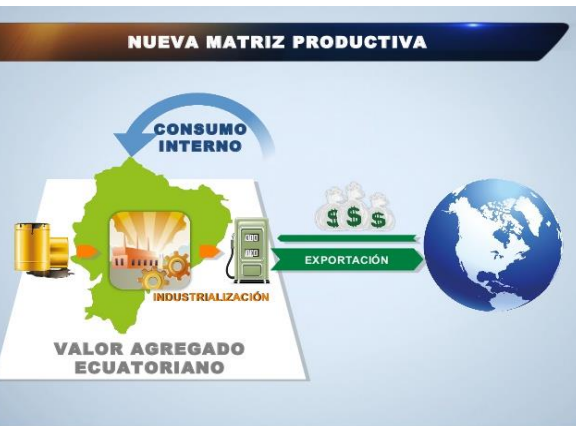 NUEVA MATRIZ PRODUCTIVA
CONSUMO
INTERNO
$ $ $
EXPORTACIÓN
INDUSTRIALIZACIÓN
VALOR AGREGADO
ECUATORIANO